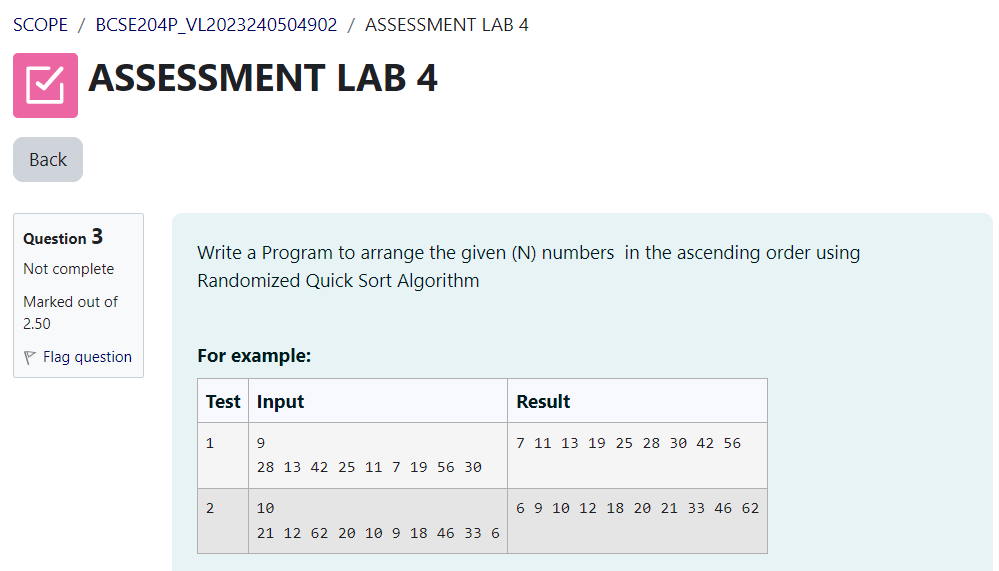 SCOPE / BCSE204P_VL2023240504902 / ASSESSMENT LAB 4
ASSESSMENT LAB 4
Back
Question 3
Not complete
Marked out of
2.50
Flag question
Write a Program to arrange the given (N) numbers in the ascending order using
Randomized Quick Sort Algorithm
For example:
Test Input Result
1 9 7 11 13 19 25 28 30 42 56
28 13 42 25 11 7 19 56 30
2 10 6 9 10 12 18 20 21 33 46 62
21 12 62 20 10 9 18 46 33 6